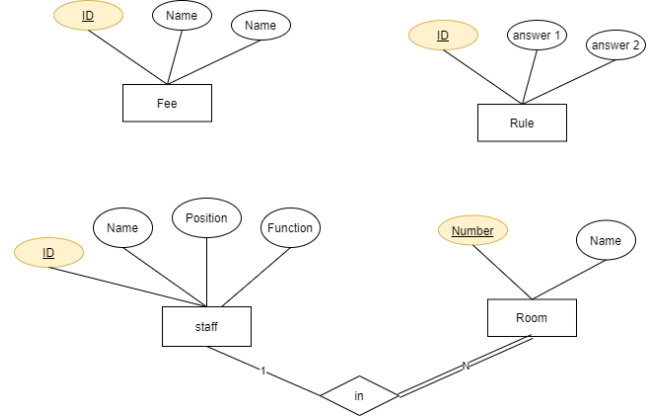 ID
Name
Name
Fee
ID
answer 1
answer 2
Rule
ID
Name
Position
Function
staff
Number
Name
Room
1
in
N